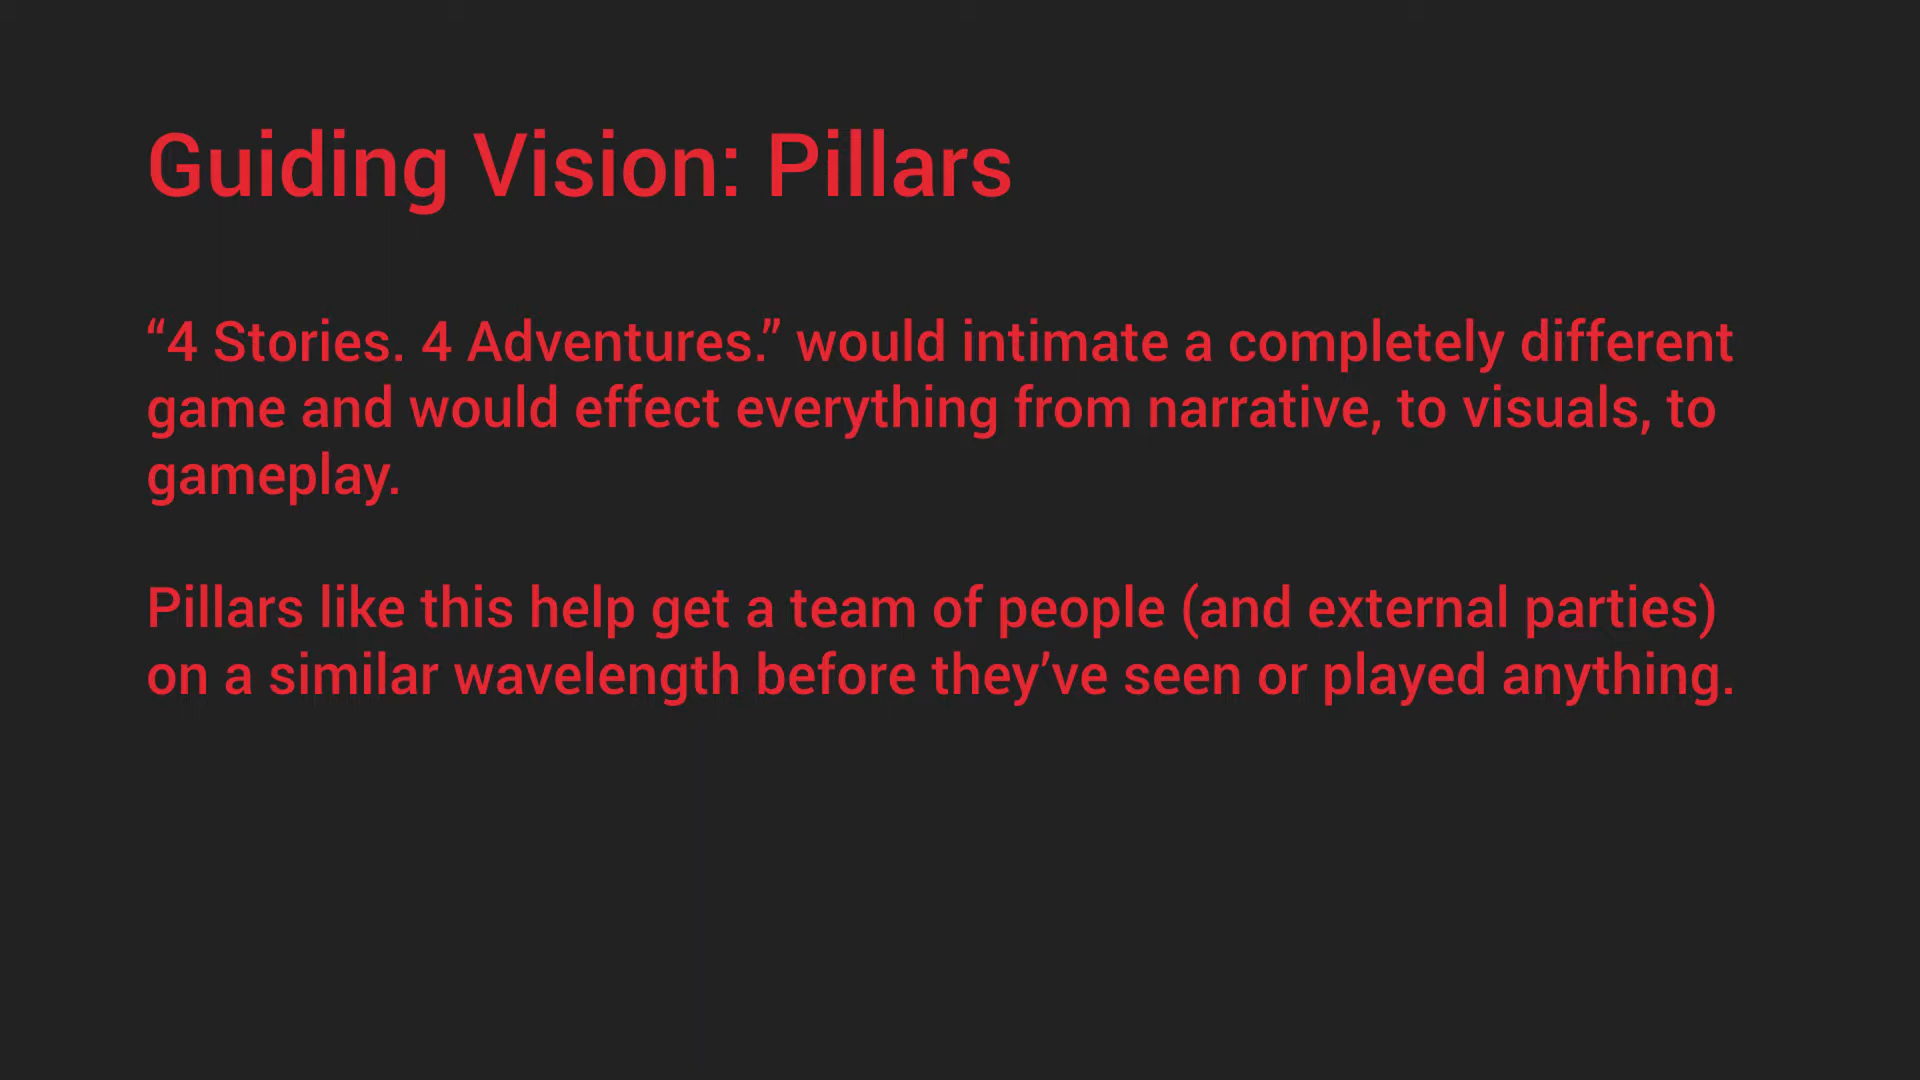 Guiding Vision: Pillars
“4 Stories. 4 Adventures.” would intimate a completely different
game and would effect everything from narrative, to visuals, to
gameplay.
Pillars like this help get a team of people (and external parties)
on a similar wavelength before they’ve seen or played anything.